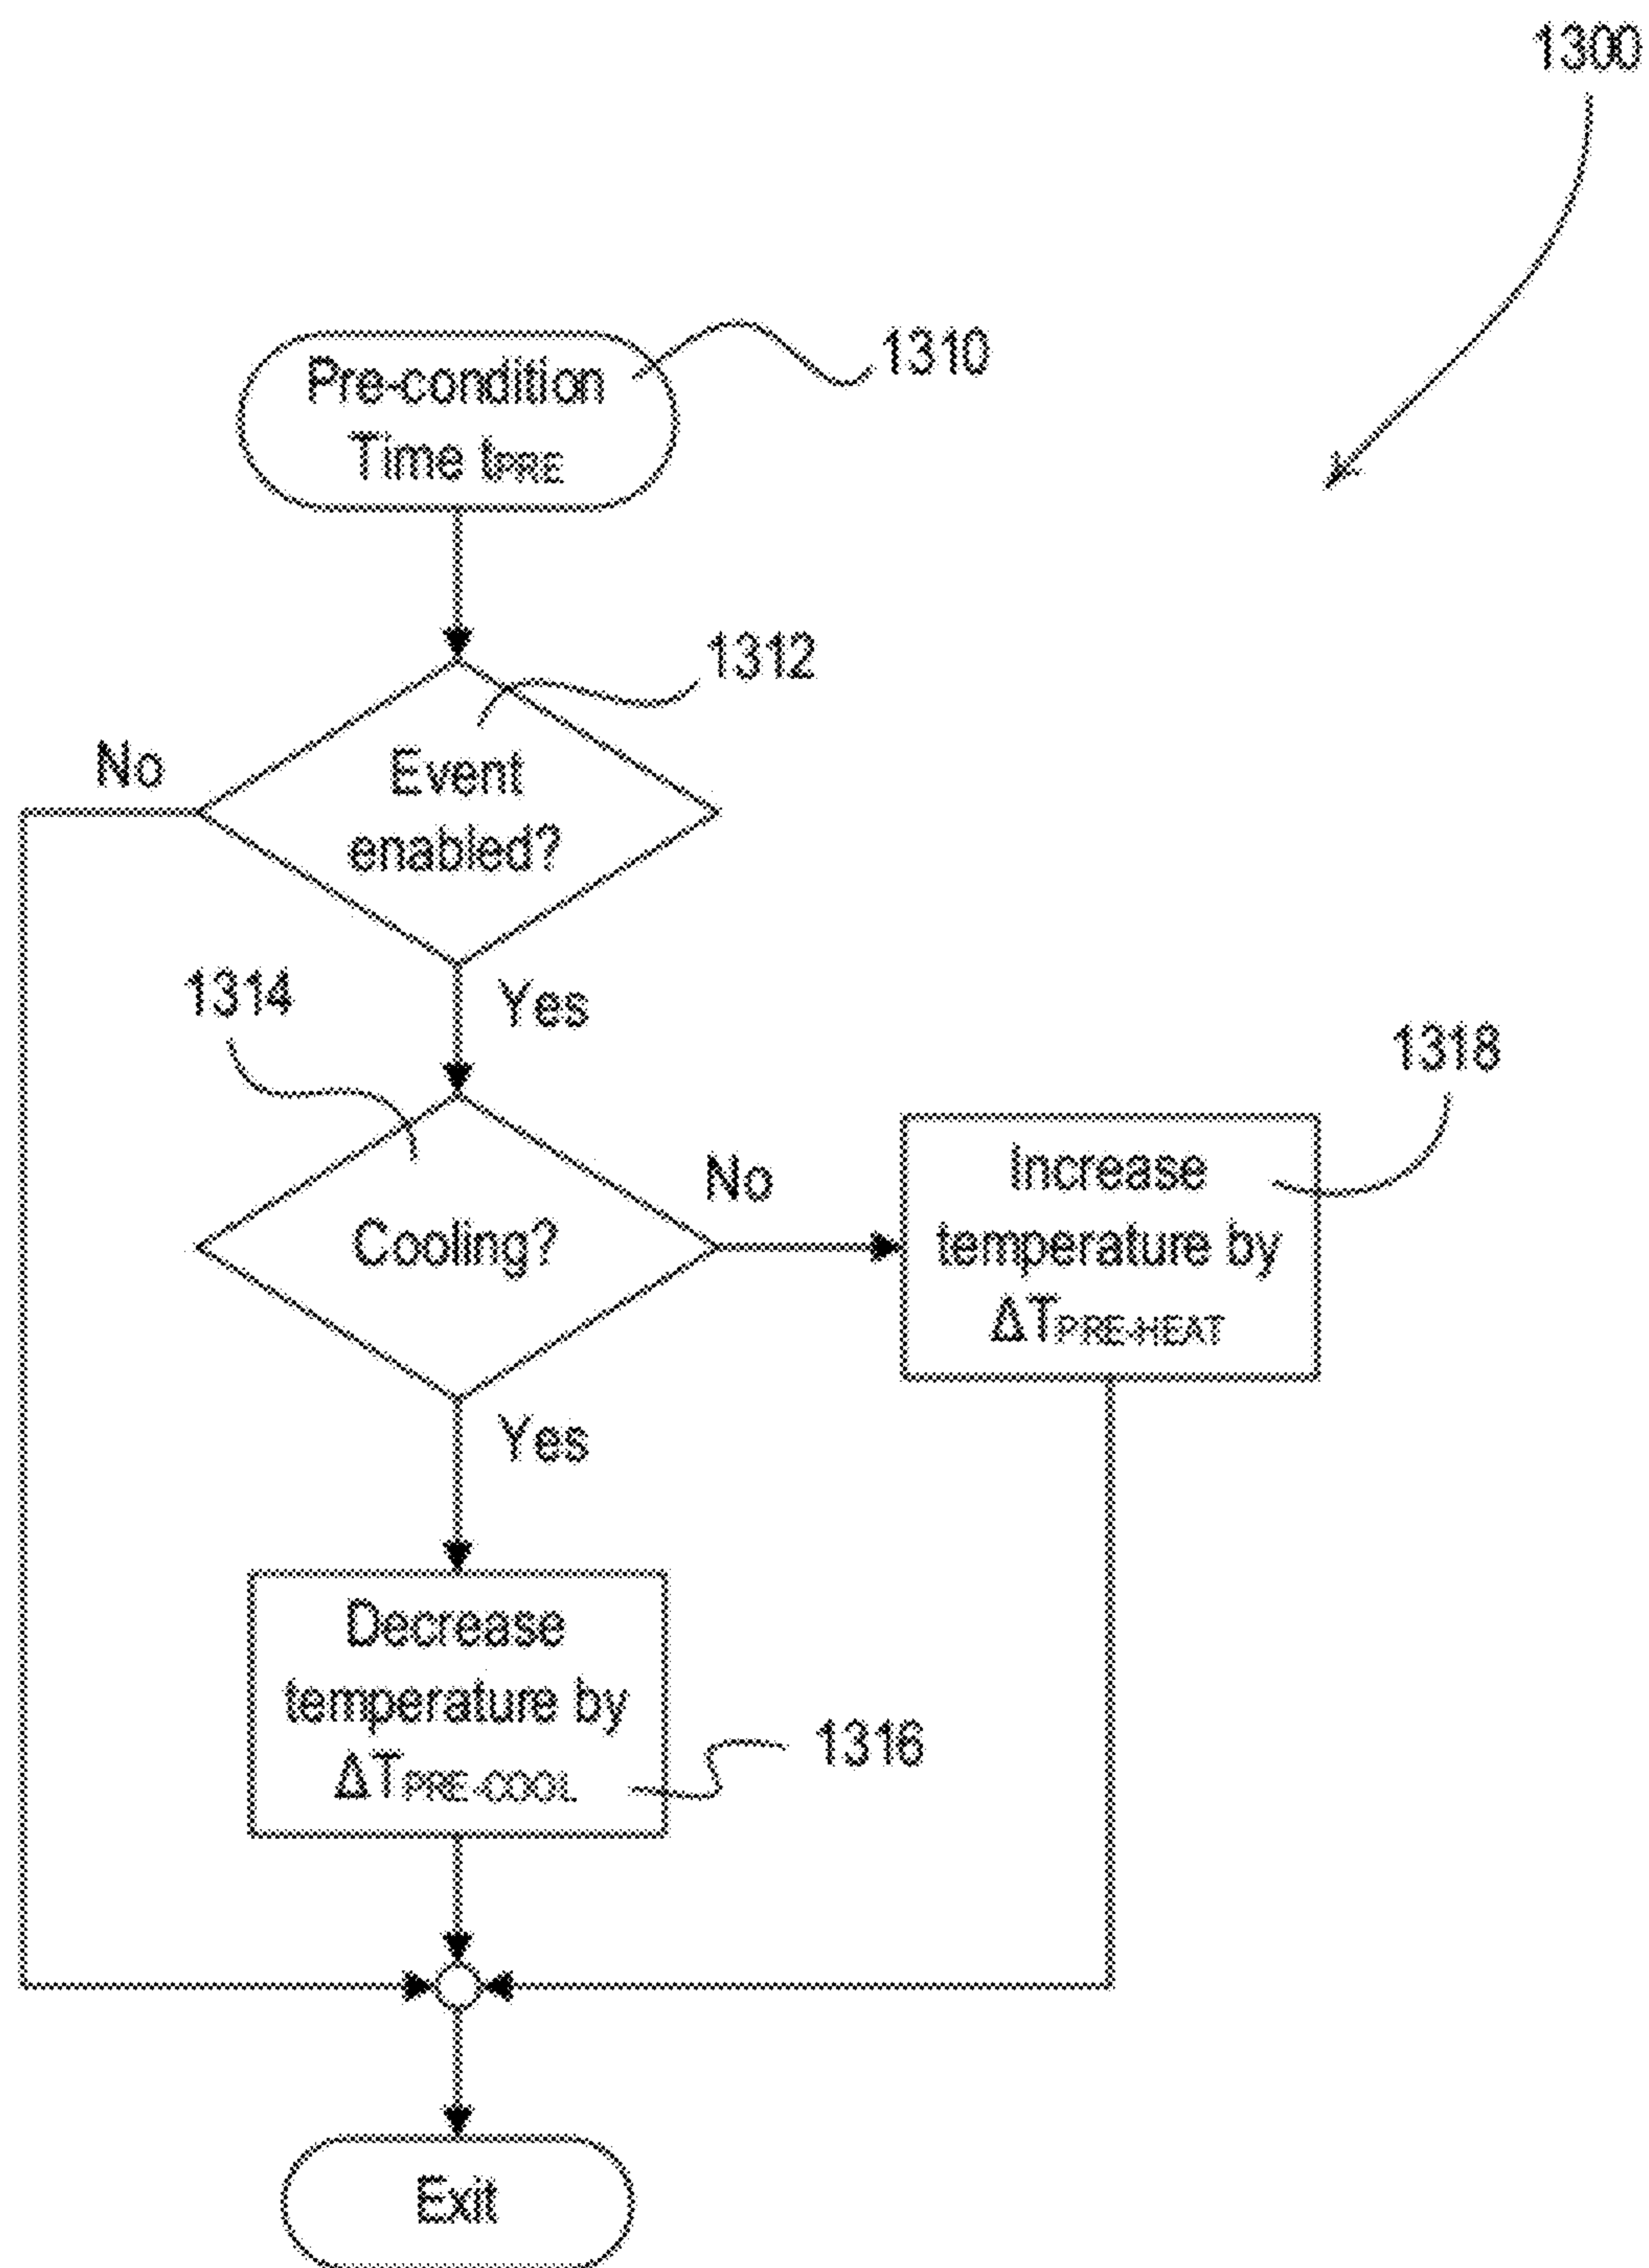 1300
Pre-condition
Time tPRE
1310
1312
No
Event
enabled?
Yes
1314
1318
Cooling?
No
Increase
temperature by
ΔTPRE-HEAT
Yes
Decrease
temperature by
ΔTPRE-COOL
1316
Exit